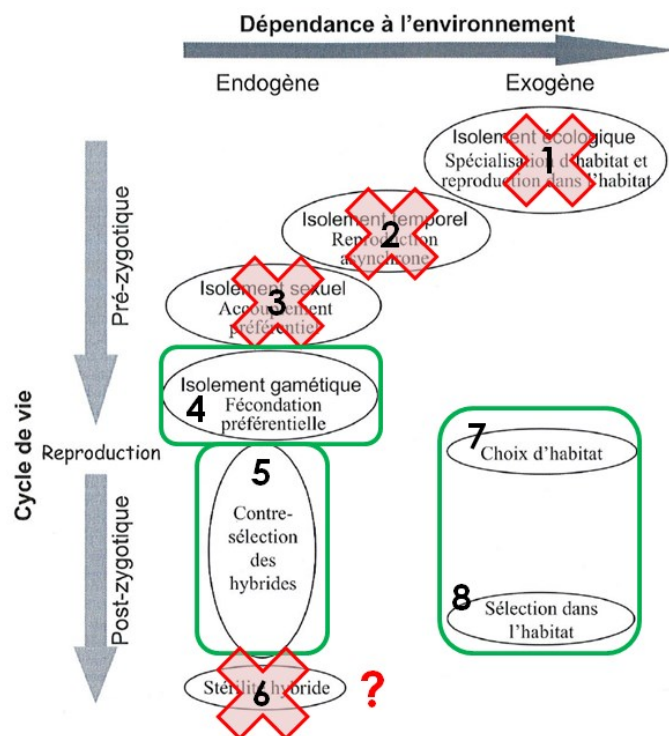 Dépendance à l'environnement
Endogène
Exogène
Pré-zygotique
Isolement écologique
1
Spécialisation d'habitat et
reproduction dans l'habitat
Isolement temporel
2
Reproduction
asynchrone
Isolement sexuel
3
Accouplement
préférentiel
Isolement gamétique
4
Fécondation
préférentielle
Cycle de vie
Reproduction
Post-zygotique
5
Contre-
sélection
des
hybrides
7
Choix d'habitat
8
Sélection dans
l'habitat
Stérilité hybride
6
?